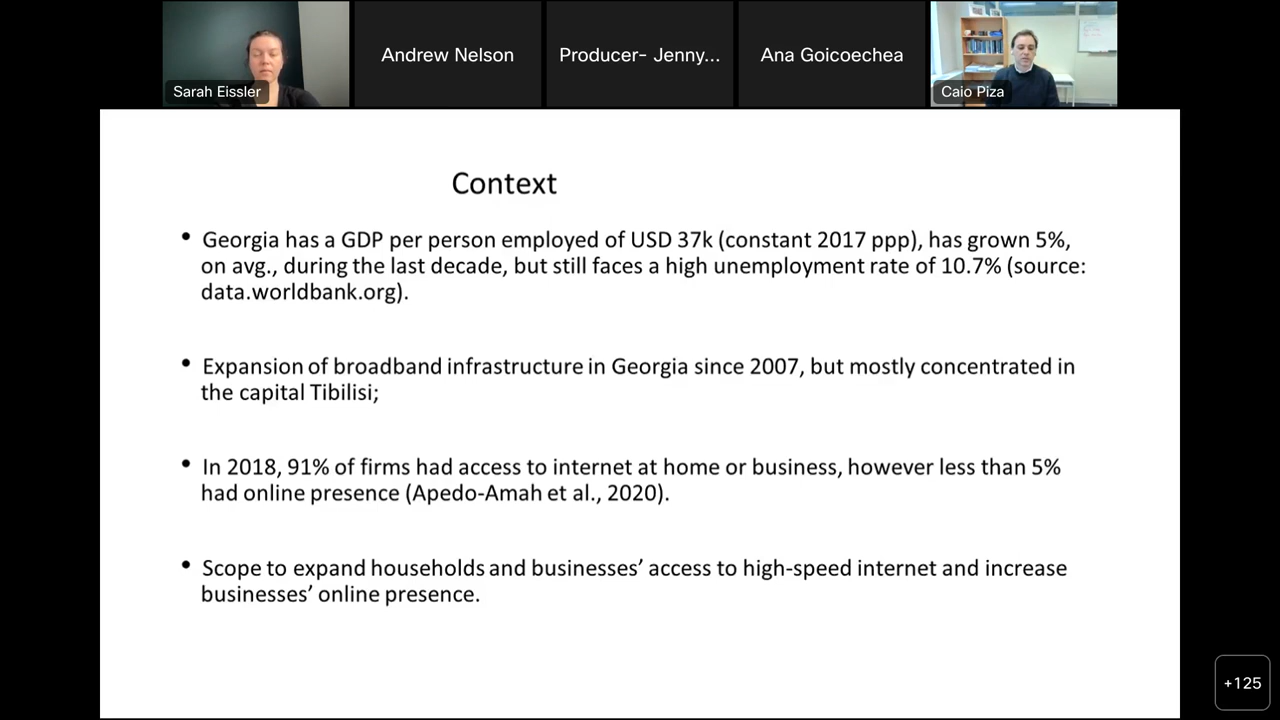 Sarah Eissler
Andrew Nelson
Producer- Jenny...
Ana Goicoechea
Caio Piza
Context
• Georgia has a GDP per person employed of USD 37k (constant 2017 ppp), has grown 5%,
on avg., during the last decade, but still faces a high unemployment rate of 10.7% (source:
data.worldbank.org).
• Expansion of broadband infrastructure in Georgia since 2007, but mostly concentrated in
the capital Tibilisi;
• In 2018, 91% of firms had access to internet at home or business, however less than 5%
had online presence (Apedo-Amah et al., 2020).
• Scope to expand households and businesses’ access to high-speed internet and increase
businesses’ online presence.
+125